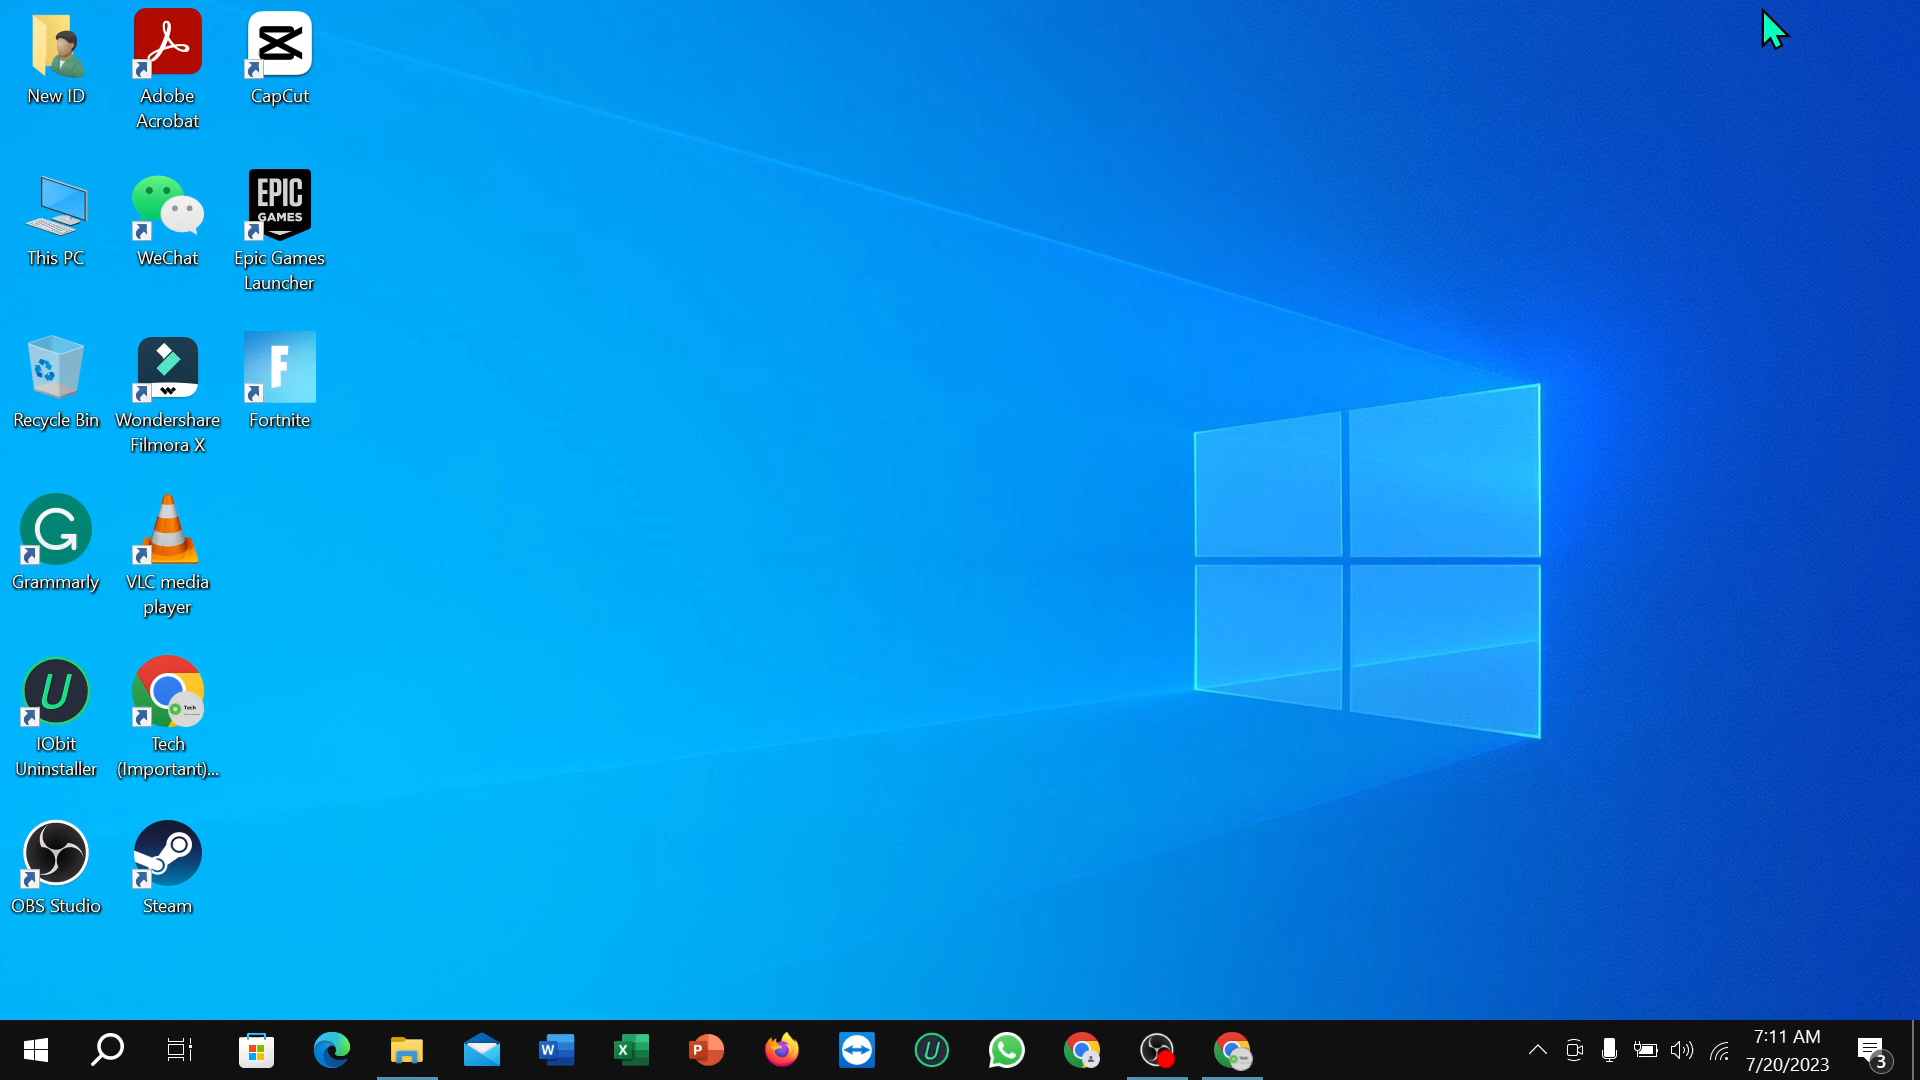 New ID
Adobe
Acrobat
CapCut
This PC
WeChat
EPIC
GAMES
Epic Games
Launcher
Recycle Bin
Wondershare
Filmora X
F
Fortnite
Grammarly
VLC media
player
IObit
Uninstaller
Tech
Tech
(Important)...
OBS Studio
Steam
7:11 AM
7/20/2023
3